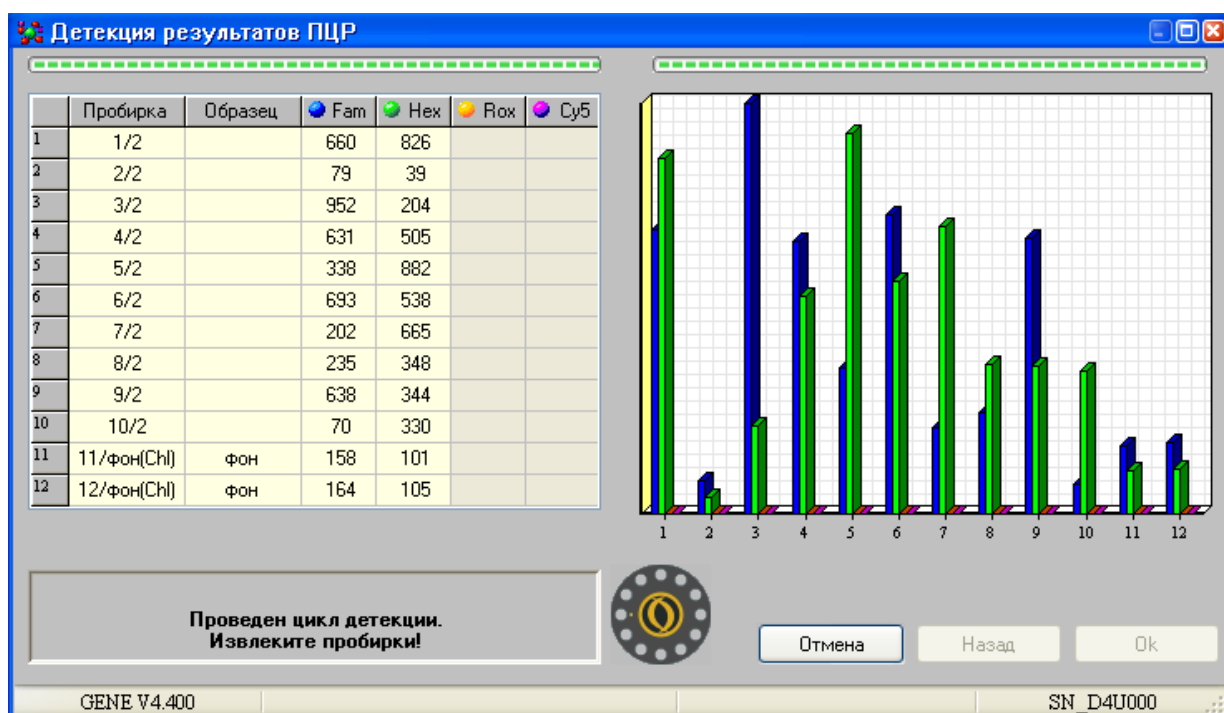 Детекция результатов ПЦР
Пробирка Образец Fam Hex Rox Cy5
1 1/2 660 826
2 2/2 79 39
3 3/2 952 204
4 4/2 631 505
5 5/2 338 882
6 6/2 693 538
7 7/2 202 665
8 8/2 235 348
9 9/2 638 344
10 10/2 70 330
11 11/фон(Chl) фон 158 101
12 12/фон(Chl) фон 164 105
1 2 3 4 5 6 7 8 9 10 11 12
Проведен цикл детекции.
Извлеките пробирки!
Отмена Назад Ok
GENE V4.400 SN_D4U000